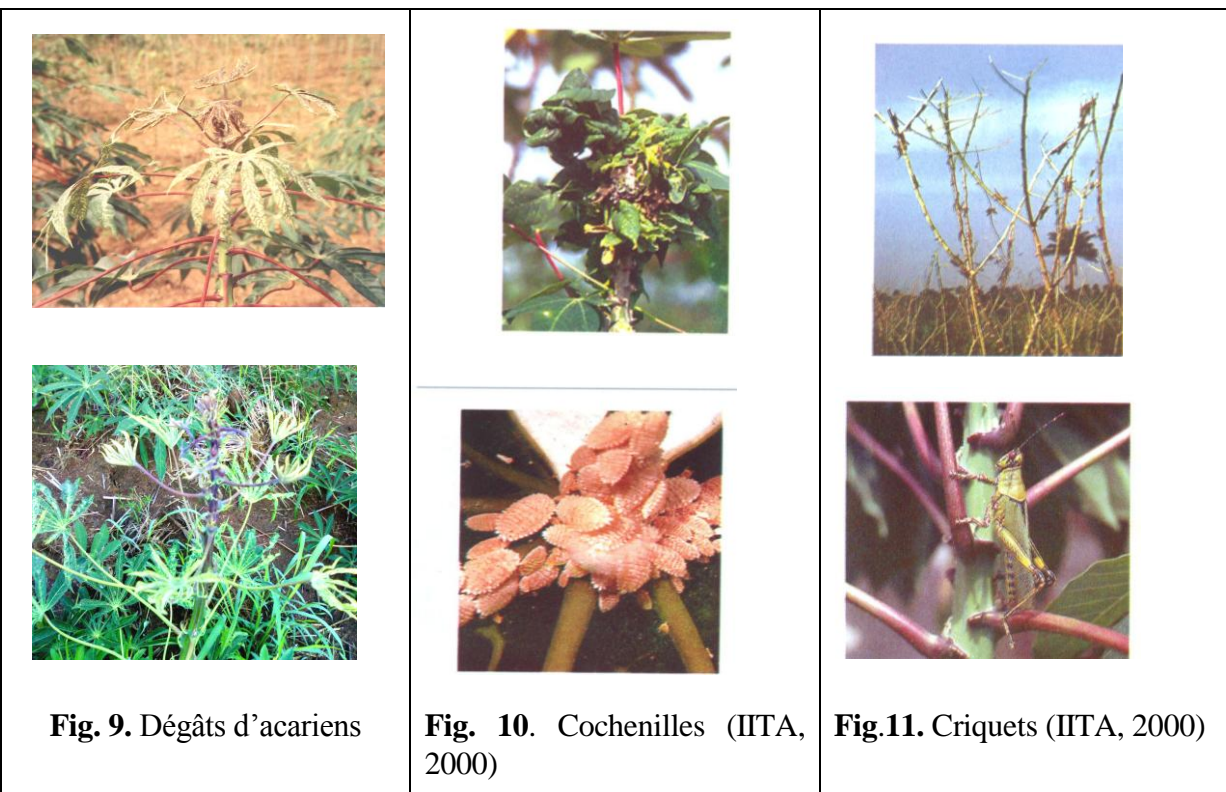 Fig. 9. Dégâts d’acariens
Fig. 10. Cochenilles (IITA,
2000)
Fig.11. Criquets (IITA, 2000)